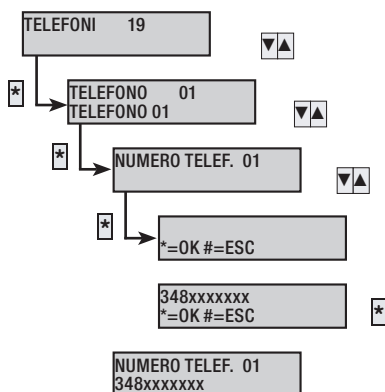 TELEFONI 19
▼▲
*
TELEFONO 01
TELEFONO 01
▼▲
*
NUMERO TELEF. 01
▼▲
*
*=OK #=ESC
348xxxxxxx
*=OK #=ESC
*
NUMERO TELEF. 01
348xxxxxxx